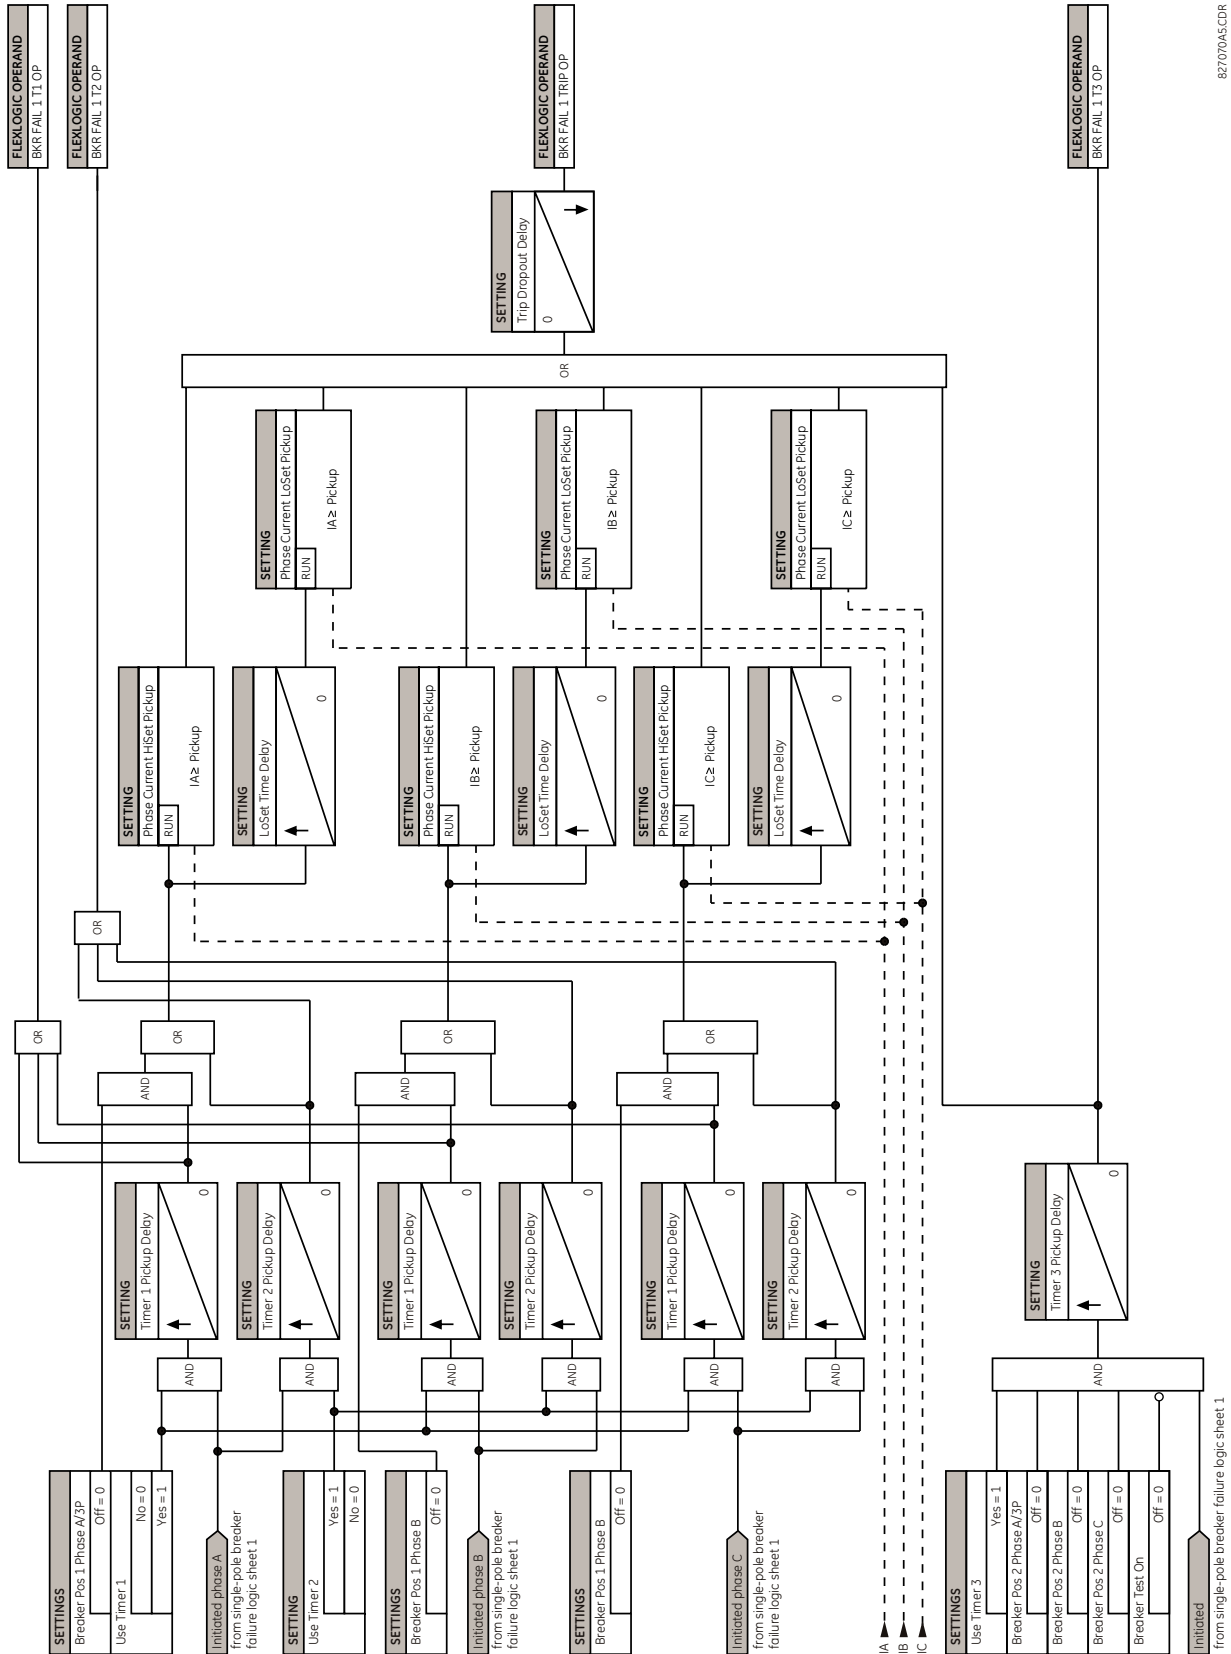 SETTINGS
Breaker Pos 1 Phase A/3P
Off = 0
Use Timer 1
No = 0
Yes = 1
Initiated phase A
from single-pole breaker
failure logic sheet 1
SETTING
Use Timer 2
Yes = 1
No = 0
SETTINGS
Breaker Pos 1 Phase B
Off = 0
Initiated phase B
from single-pole breaker
failure logic sheet 1
SETTINGS
Breaker Pos 1 Phase B
Off = 0
Initiated phase C
from single-pole breaker
failure logic sheet 1
IA
IB
IC
SETTINGS
Use Timer 3
Yes = 1
Breaker Pos 2 Phase A/3P
Off = 0
Breaker Pos 2 Phase B
Off = 0
Breaker Pos 2 Phase C
Off = 0
Breaker Test On
Off = 0
Initiated
from single-pole breaker failure logic sheet 1
AND
AND
AND
AND
AND
AND
AND
SETTING
Timer 1 Pickup Delay
0
SETTING
Timer 2 Pickup Delay
0
SETTING
Timer 1 Pickup Delay
0
SETTING
Timer 2 Pickup Delay
0
SETTING
Timer 1 Pickup Delay
0
SETTING
Timer 2 Pickup Delay
0
SETTING
Timer 3 Pickup Delay
0
AND
AND
AND
OR
OR
OR
OR
OR
SETTING
Phase Current HiSet Pickup
RUN
IA≥ Pickup
SETTING
LoSet Time Delay
0
SETTING
Phase Current HiSet Pickup
RUN
IB≥ Pickup
SETTING
LoSet Time Delay
0
SETTING
Phase Current HiSet Pickup
RUN
IC≥ Pickup
SETTING
LoSet Time Delay
0
SETTING
Phase Current LoSet Pickup
RUN
IA≥ Pickup
SETTING
Phase Current LoSet Pickup
RUN
IB≥ Pickup
SETTING
Phase Current LoSet Pickup
RUN
IC≥ Pickup
OR
SETTING
Trip Dropout Delay
0
FLEXLOGIC OPERAND
BKR FAIL 1 T1 OP
FLEXLOGIC OPERAND
BKR FAIL 1 T2 OP
FLEXLOGIC OPERAND
BKR FAIL 1 TRIP OP
FLEXLOGIC OPERAND
BKR FAIL 1 T3 OP
827070A5.CDR